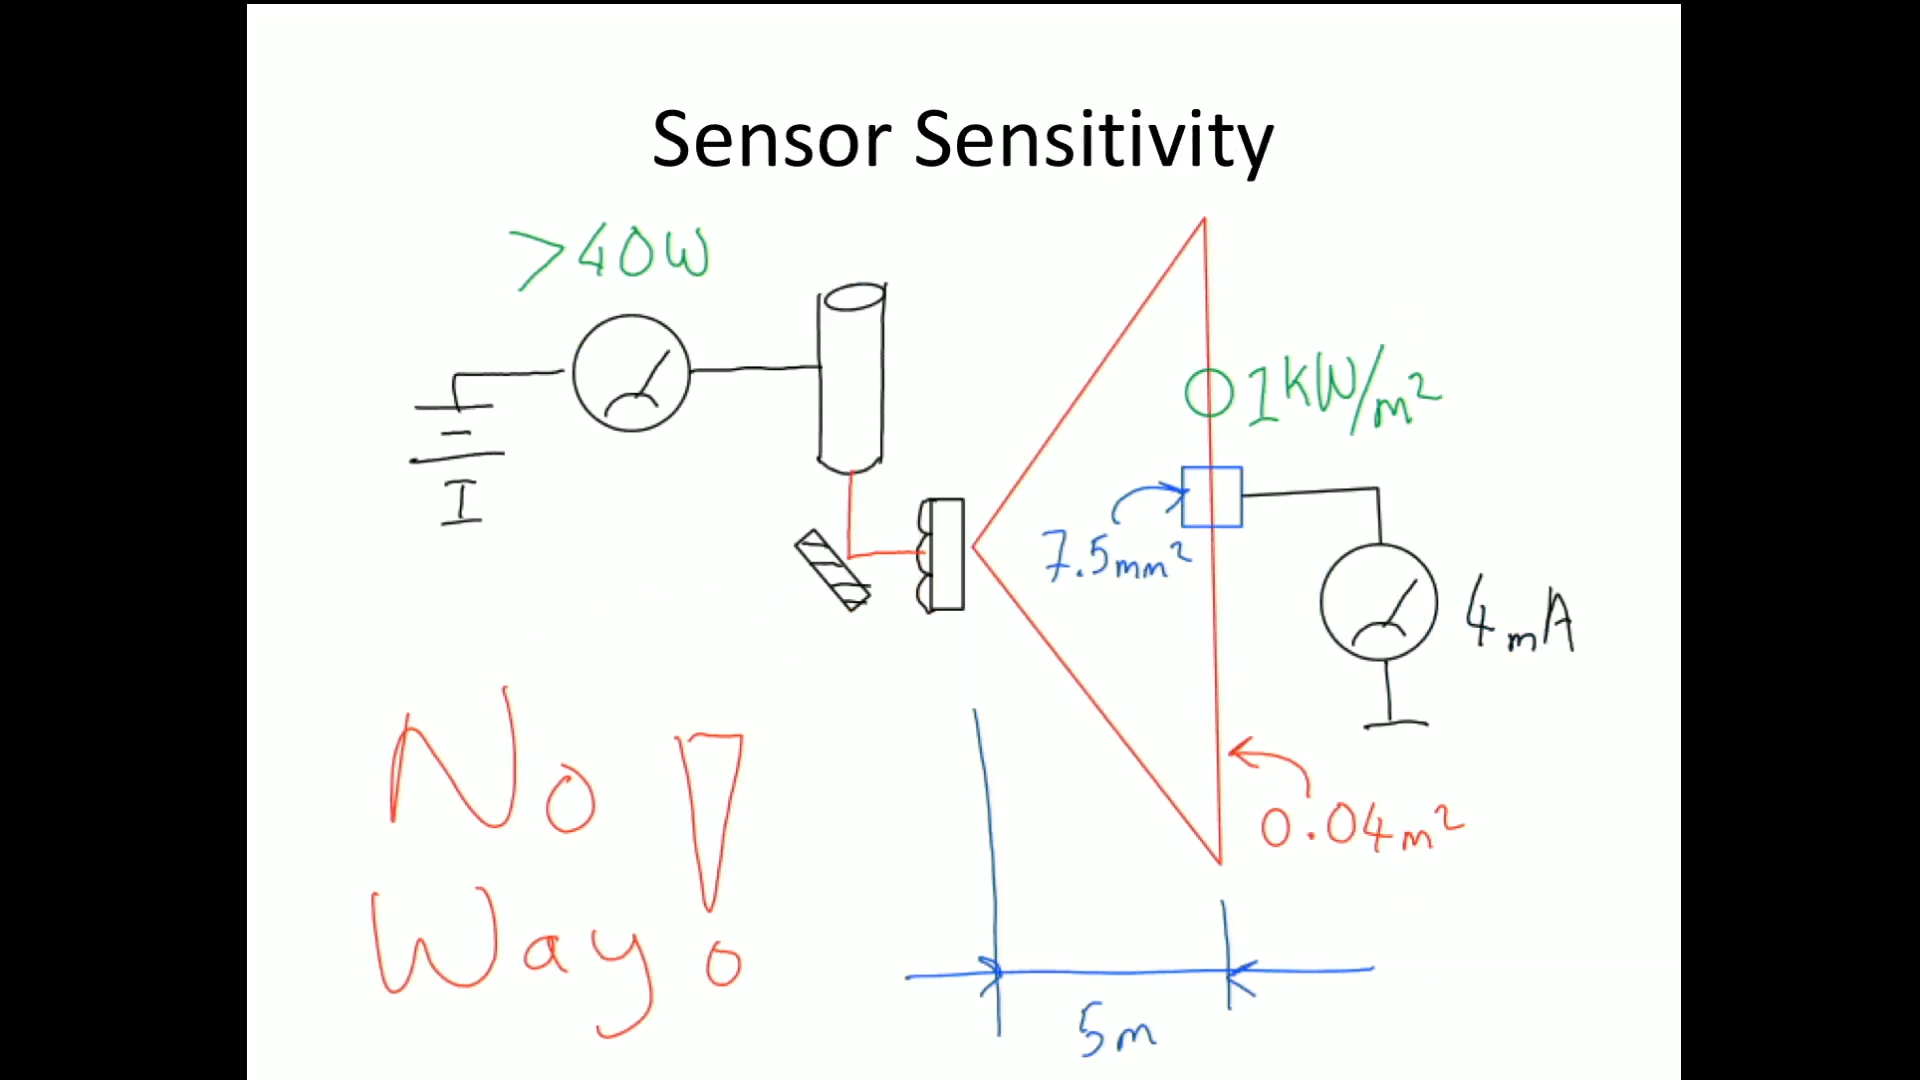 Sensor Sensitivity
>40W
1kW/m²
I
7.5mm²
4mA
No
Way!
0.04m²
5m